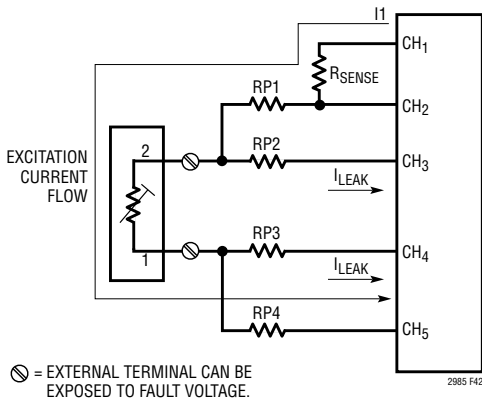 I1
CH1
RSENSE
RP1
CH2
2
RP2
CH3
EXCITATION
CURRENT
FLOW
ILEAK
RP3
1
CH4
ILEAK
RP4
CH5
= EXTERNAL TERMINAL CAN BE
EXPOSED TO FAULT VOLTAGE.
2985 F42